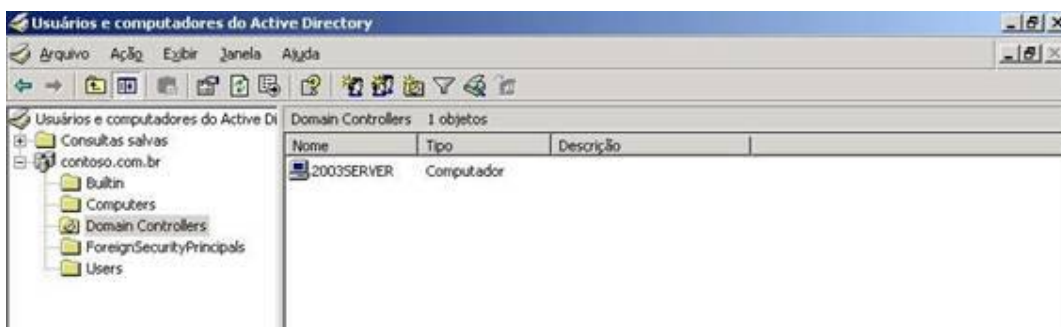 Usuários e computadores do Active Directory
Arquivo Ação Exibir Janela Ajuda
Usuários e computadores do Active Di
Domain Controllers 1 objetos
Consultas salvas
Nome Tipo Descrição
contoso.com.br
2003SERVER Computador
Builtin
Computers
Domain Controllers
ForeignSecurityPrincipals
Users